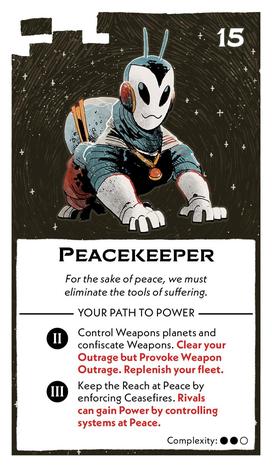 15
PEACEKEEPER
For the sake of peace, we must
eliminate the tools of suffering.
YOUR PATH TO POWER
II
Control Weapons planets and
confiscate Weapons. Clear your
Outrage but Provoke Weapon
Outrage. Replenish your fleet.
III
Keep the Reach at Peace by
enforcing Ceasefires. Rivals
can gain Power by controlling
systems at Peace.
Complexity: